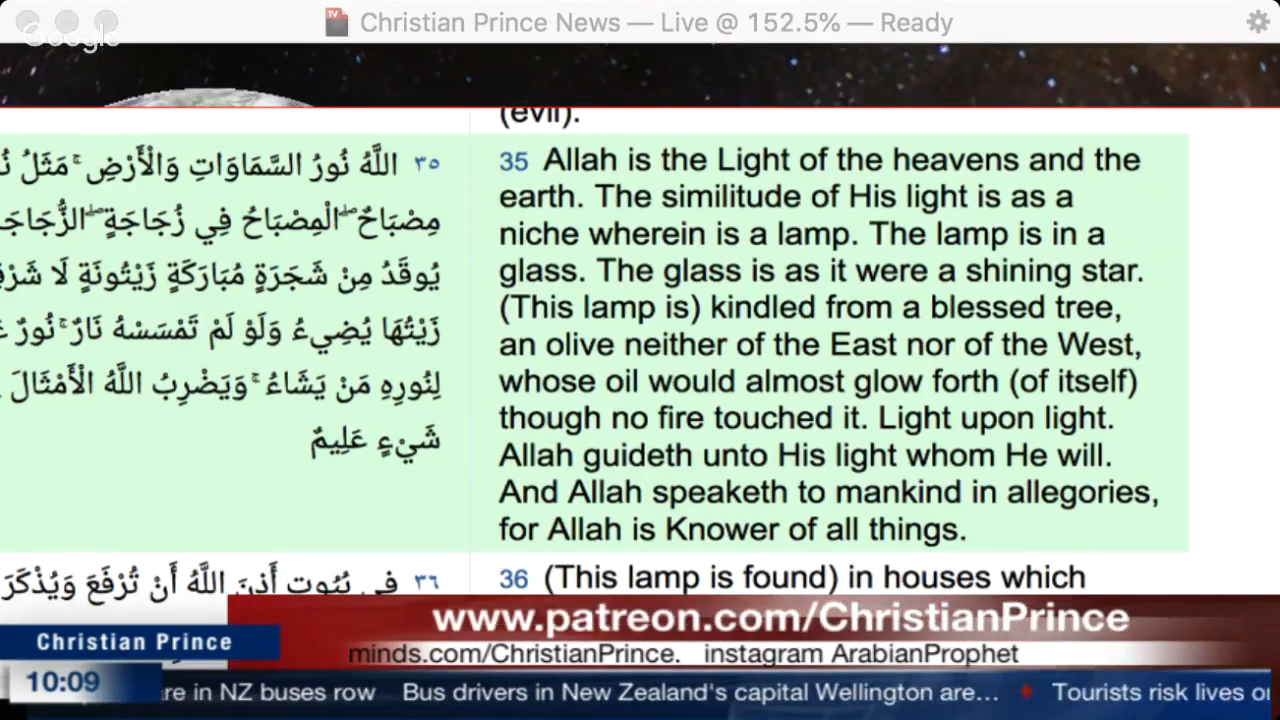 Christian Prince News — Live @ 152.5% — Ready
TV
Google
(evil).
٣٥ اللَّهُ نُورُ السَّمَاوَاتِ وَالْأَرْضِ ۚ مَثَلُ
مِصْبَاحٌ ۖ الْمِصْبَاحُ فِي زُجَاجَةٍ ۖ الزُّجَاجَ
يُوقَدُ مِنْ شَجَرَةٍ مُبَارَكَةٍ زَيْتُونَةٍ لَا شَرْقِ
زَيْتُهَا يُضِيءُ وَلَوْ لَمْ تَمْسَسْهُ نَارٌ ۚ نُورٌ
لِنُورِهِ مَنْ يَشَاءُ ۚ وَيَضْرِبُ اللَّهُ الْأَمْثَالَ
شَيْءٍ عَلِيمٌ
35 Allah is the Light of the heavens and the
earth. The similitude of His light is as a
niche wherein is a lamp. The lamp is in a
glass. The glass is as it were a shining star.
(This lamp is) kindled from a blessed tree,
an olive neither of the East nor of the West,
whose oil would almost glow forth (of itself)
though no fire touched it. Light upon light.
Allah guideth unto His light whom He will.
And Allah speaketh to mankind in allegories,
for Allah is Knower of all things.
٣٦ فِي بُيُوتٍ أَذِنَ اللَّهُ أَنْ تُرْفَعَ وَيُذْكَرَ
36 (This lamp is found) in houses which
www.patreon.com/ChristianPrince
Christian Prince
minds.com/ChristianPrince. instagram ArabianProphet
10:09
re in NZ buses row Bus drivers in New Zealand's capital Wellington are... Tourists risk lives